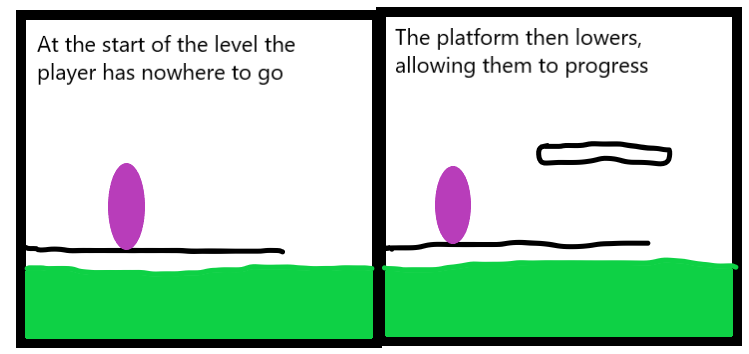 At the start of the level the
player has nowhere to go
The platform then lowers,
allowing them to progress